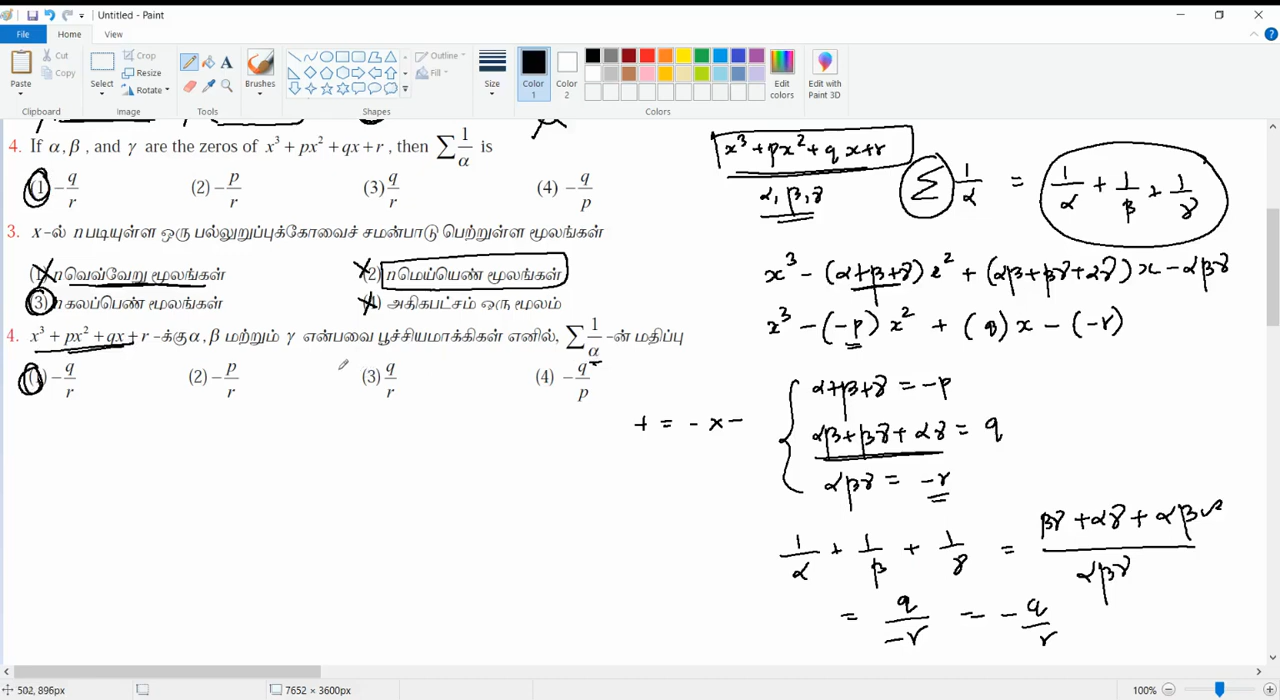 Untitled - Paint
File Home View
Paste Cut Copy
Select Crop Resize Rotate
Brushes
Outline Fill
Size
Color 1 Color 2
Edit colors
Edit with Paint 3D
Clipboard Image Tools Shapes Colors
4. If α, β, and γ are the zeros of x³ + px² + qx + r, then ∑ 1/α is
(1) -q/r (2) -p/r (3) q/r (4) -q/p
3. x-ல் n படியுள்ள ஒரு பல்லுறுப்புக்கோவைச் சமன்பாடு பெற்றுள்ள மூலங்கள்
(1) n வெவ்வேறு மூலங்கள் (2) n மெய்யெண் மூலங்கள்
(3) n கலப்பெண் மூலங்கள் (4) அதிகபட்சம் ஒரு மூலம்
4. x³ + px² + qx + r -க்கு α, β மற்றும் γ என்பவை பூச்சியமாக்கிகள் எனில், ∑ 1/α -ன் மதிப்பு
(1) -q/r (2) -p/r (3) q/r (4) -q/p
x³ + px² + qx + r
α, β, γ
∑ 1/α = 1/α + 1/β + 1/γ
x³ - (α+β+γ)x² + (αβ+βγ+αγ)x - αβγ
x³ - (-p)x² + (q)x - (-r)
α+β+γ = -p
+ = - x -
αβ+βγ+αγ = q
αβγ = -r
1/α + 1/β + 1/γ = βγ+αγ+αβ / αβγ
= q/-r = -q/r
502, 896px
7652 × 3600px
100%